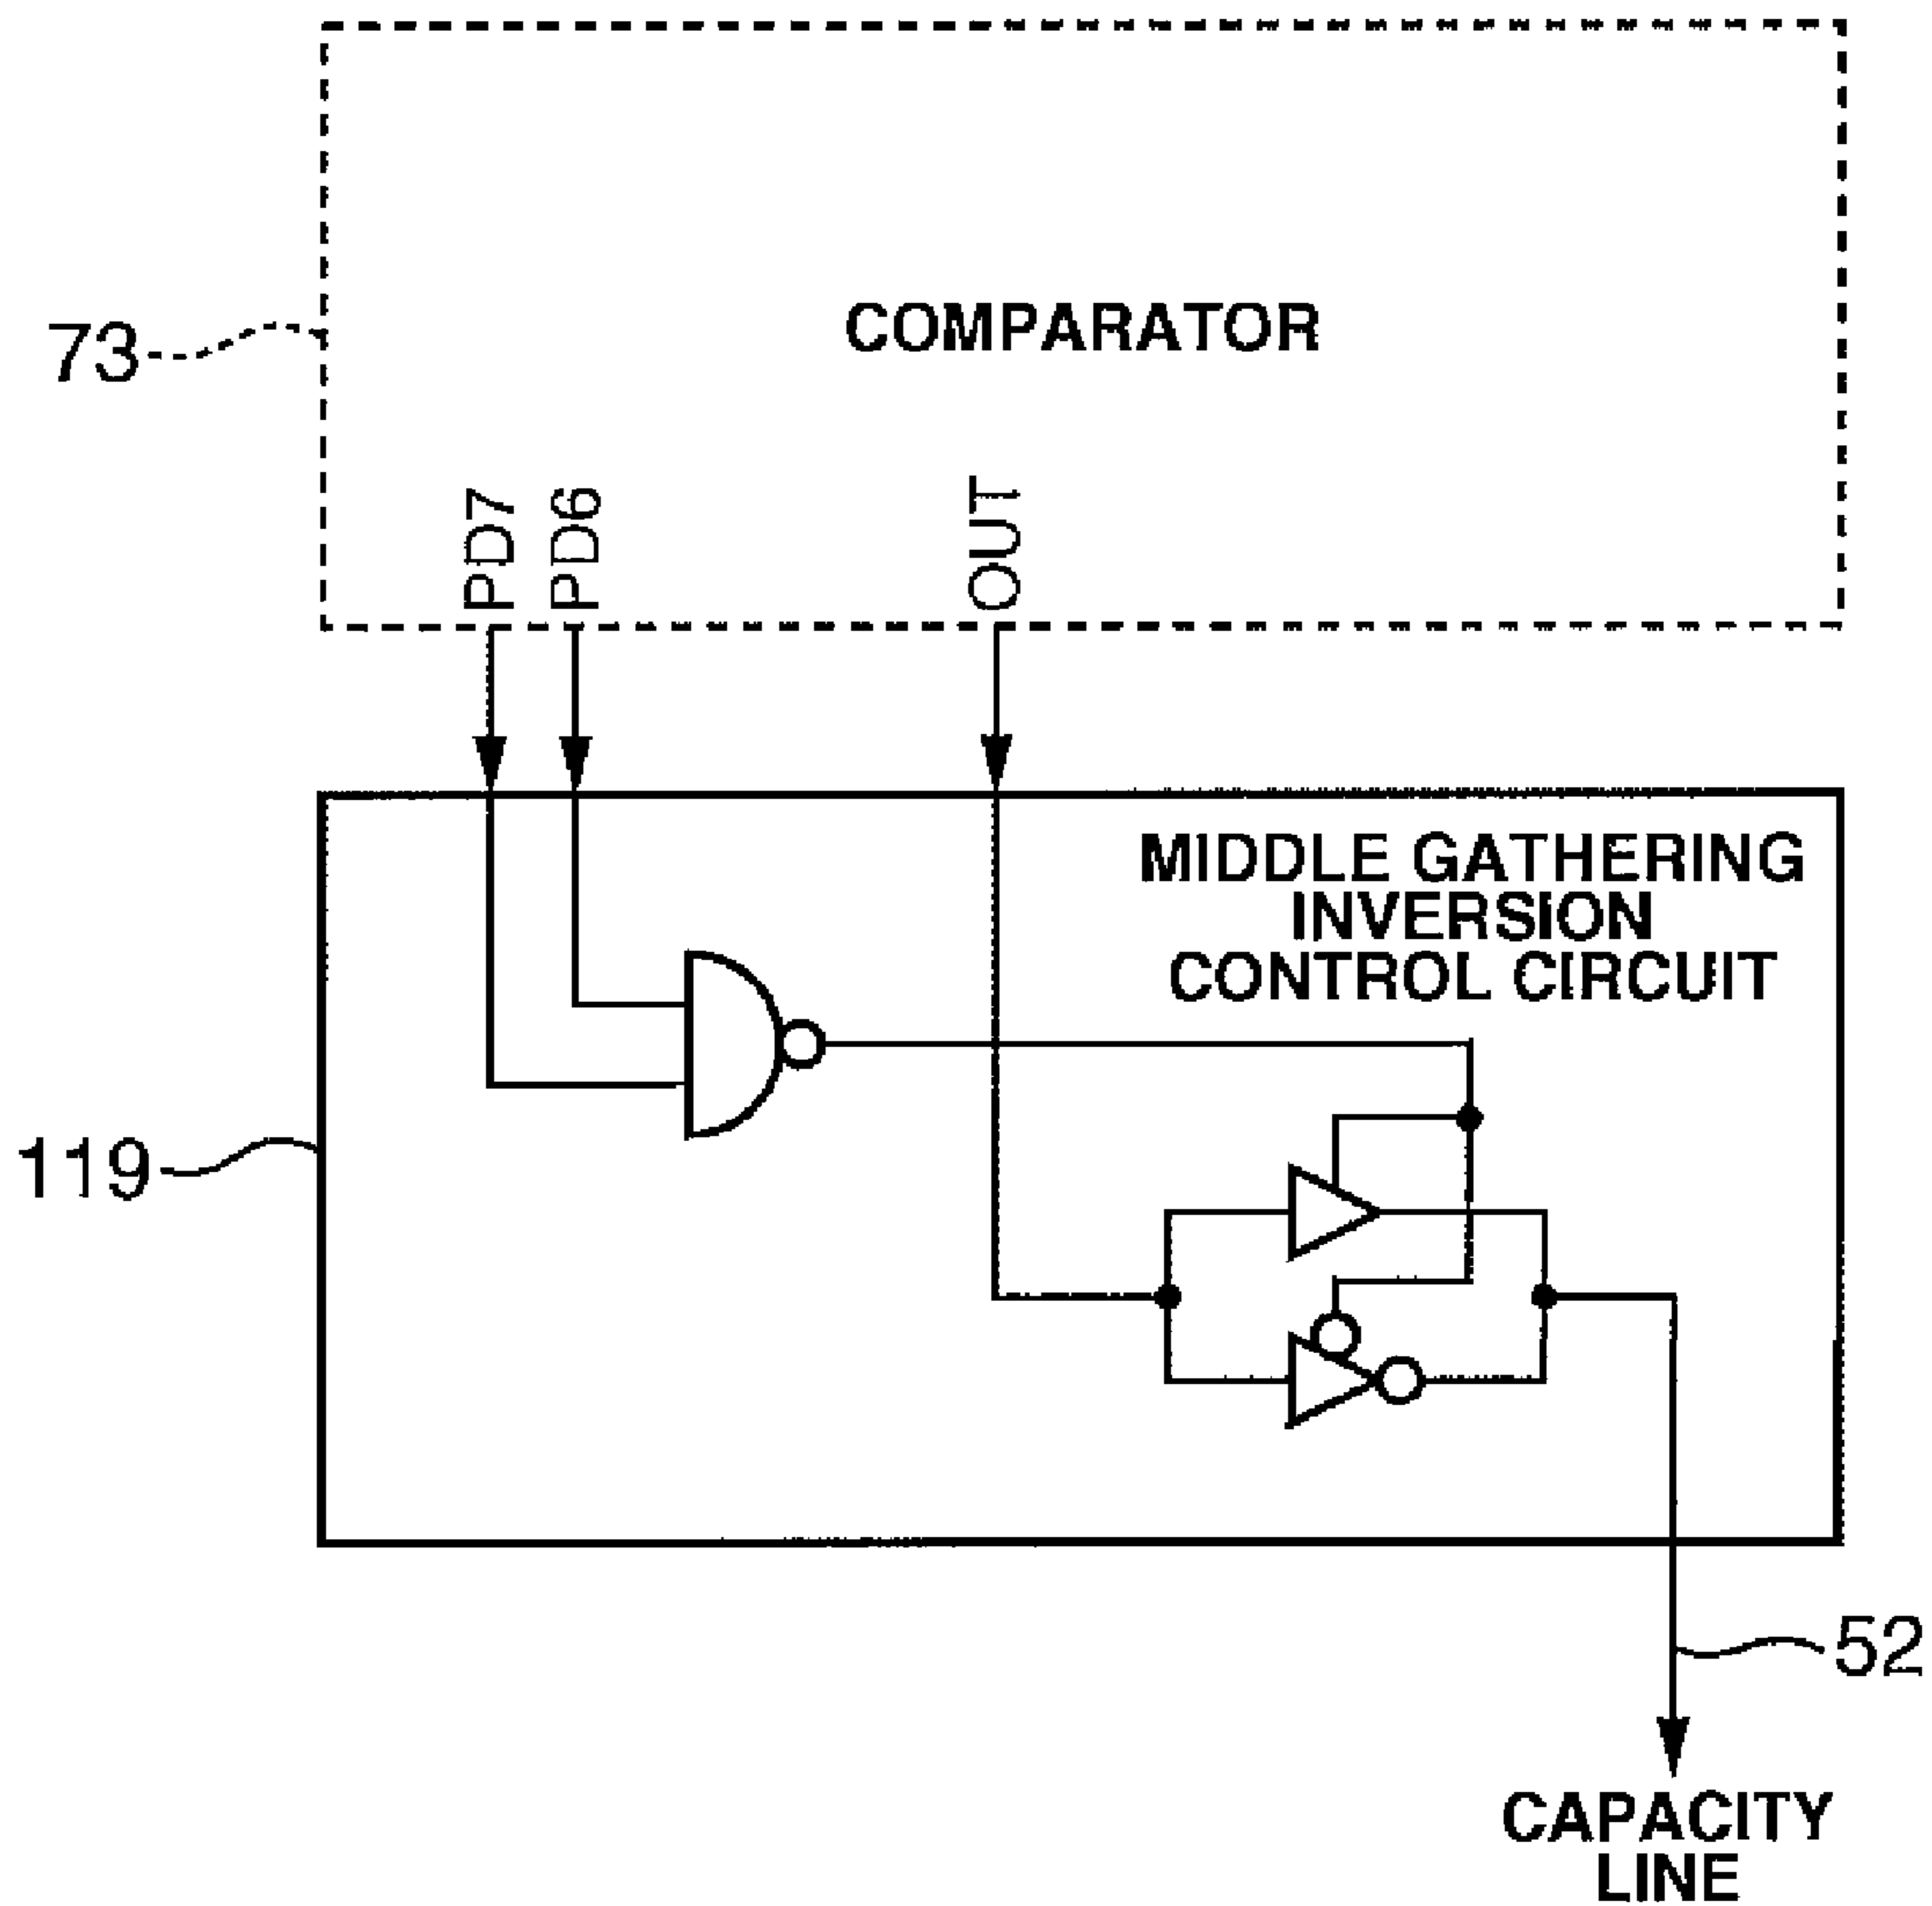 COMPARATOR
73
PD7
PD6
OUT
MIDDLE GATHERING
INVERSION
CONTROL CIRCUIT
119
52
CAPACITY
LINE